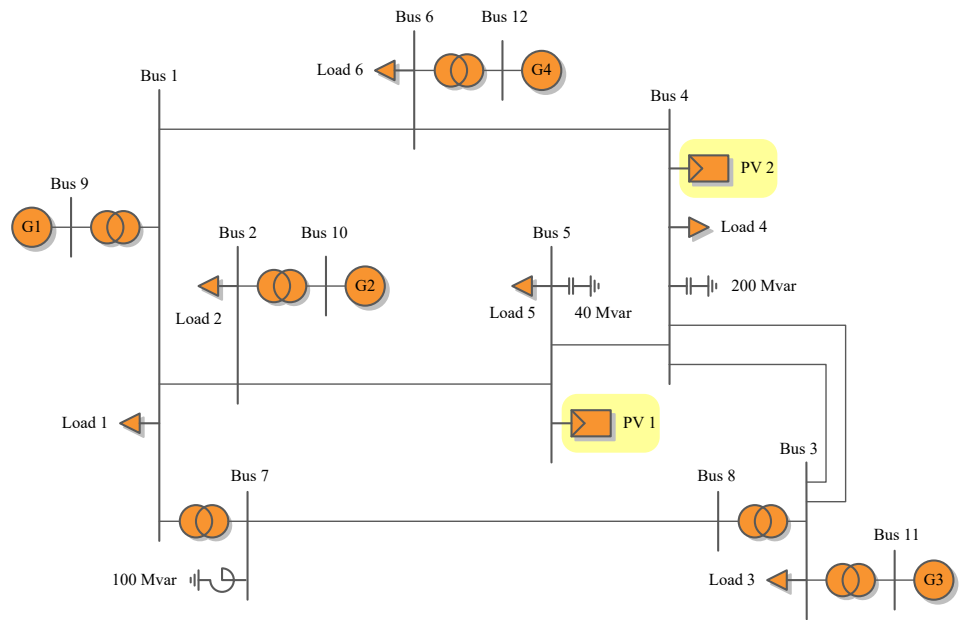 Bus 6
Bus 12
Load 6
G4
Bus 1
Bus 4
PV 2
Bus 9
G1
Load 4
Bus 2
Bus 10
Bus 5
G2
200 Mvar
Load 2
Load 5
40 Mvar
Load 1
PV 1
Bus 3
Bus 7
Bus 8
Bus 11
100 Mvar
Load 3
G3